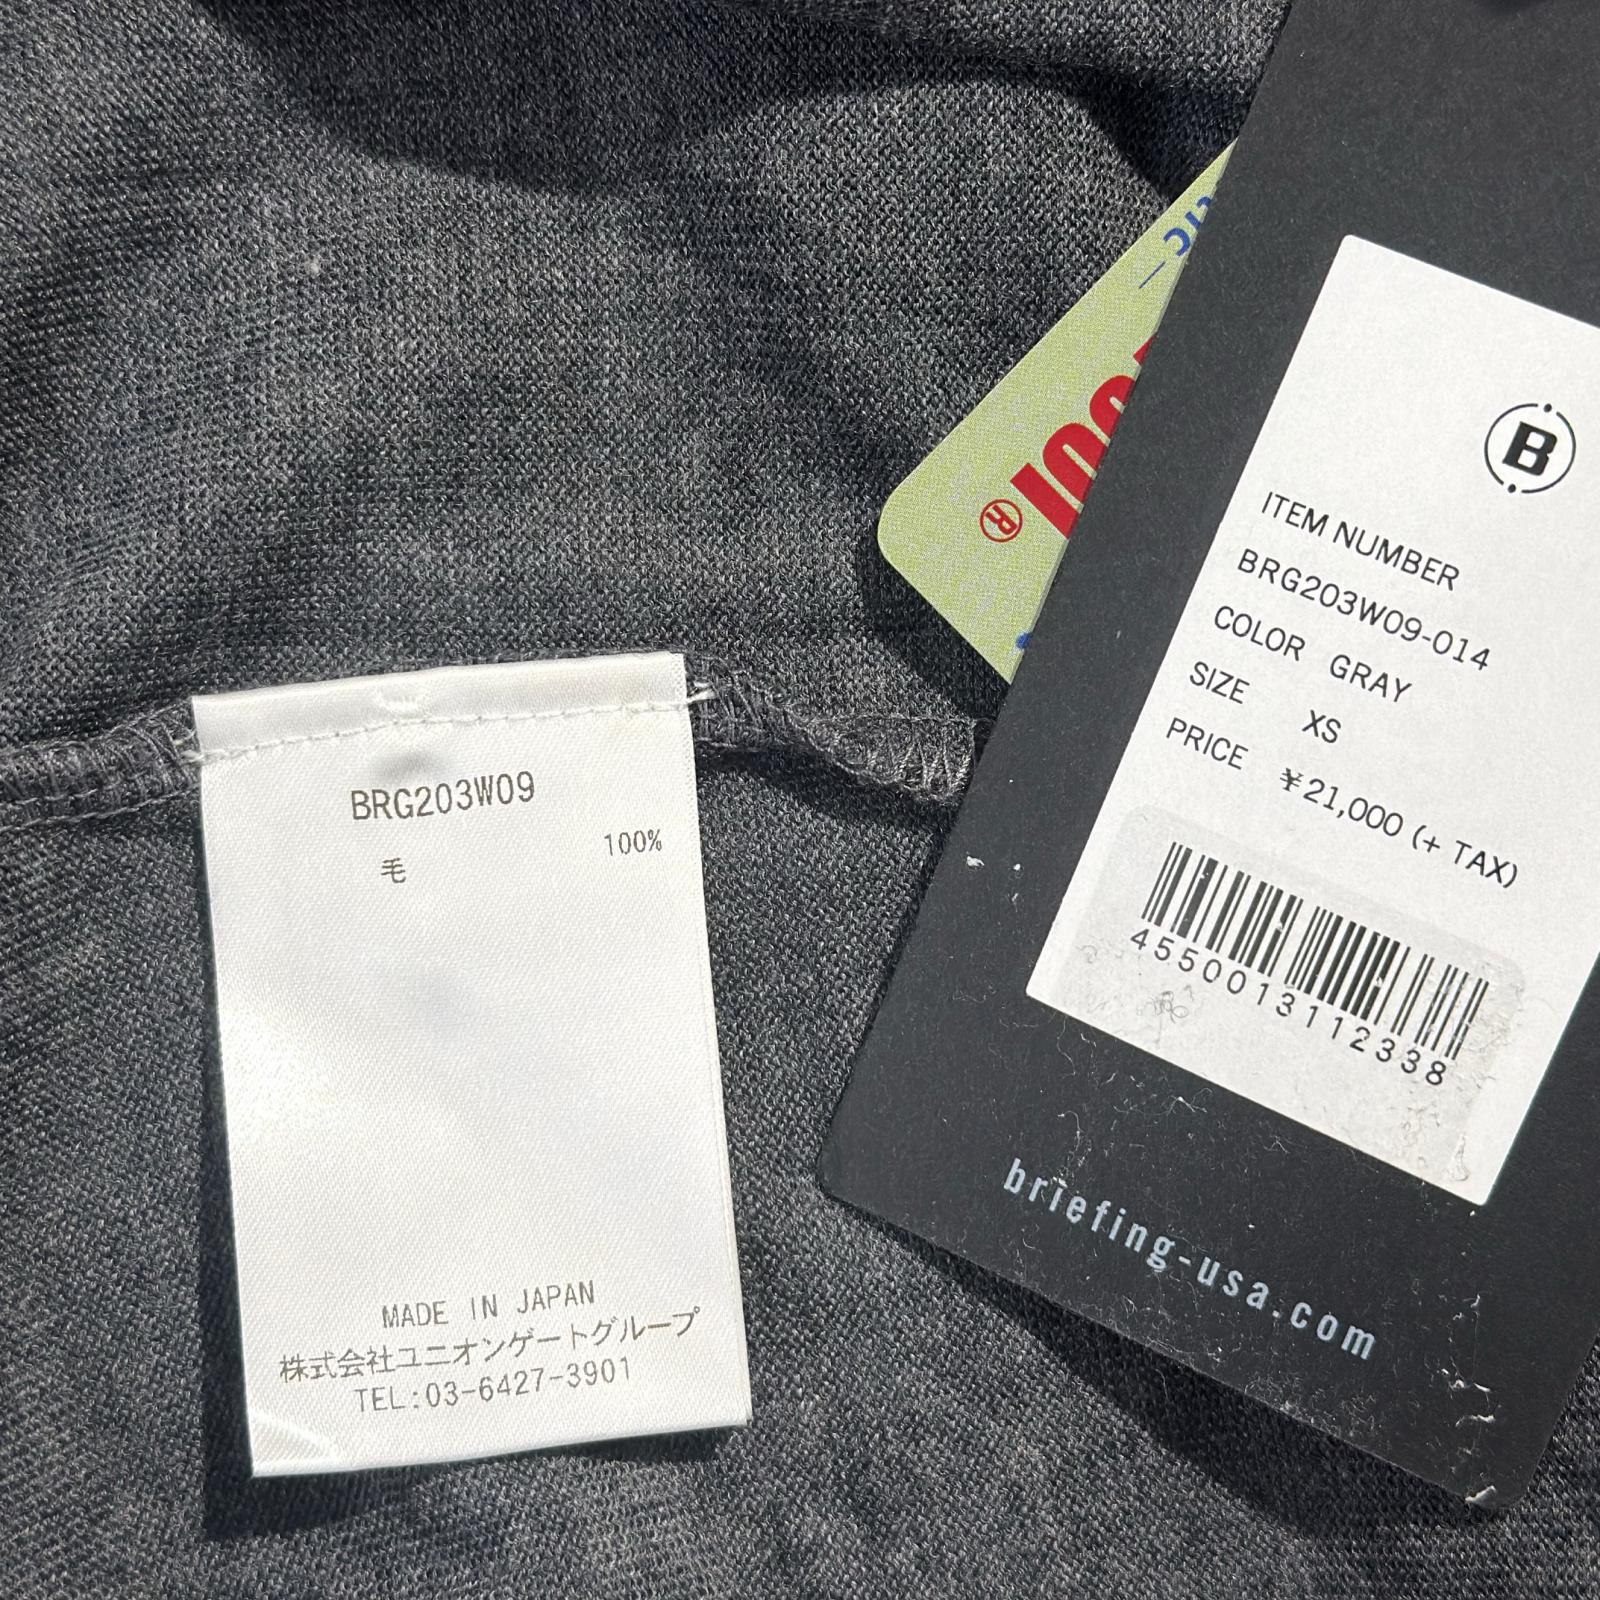 BRG203W09
毛 100%
MADE IN JAPAN
株式会社ユニオンゲートグループ
TEL:03-6427-3901
®
B
ITEM NUMBER
BRG203W09-014
COLOR GRAY
SIZE XS
PRICE ¥21,000 (+ TAX)
4550013112338
briefing-usa.com